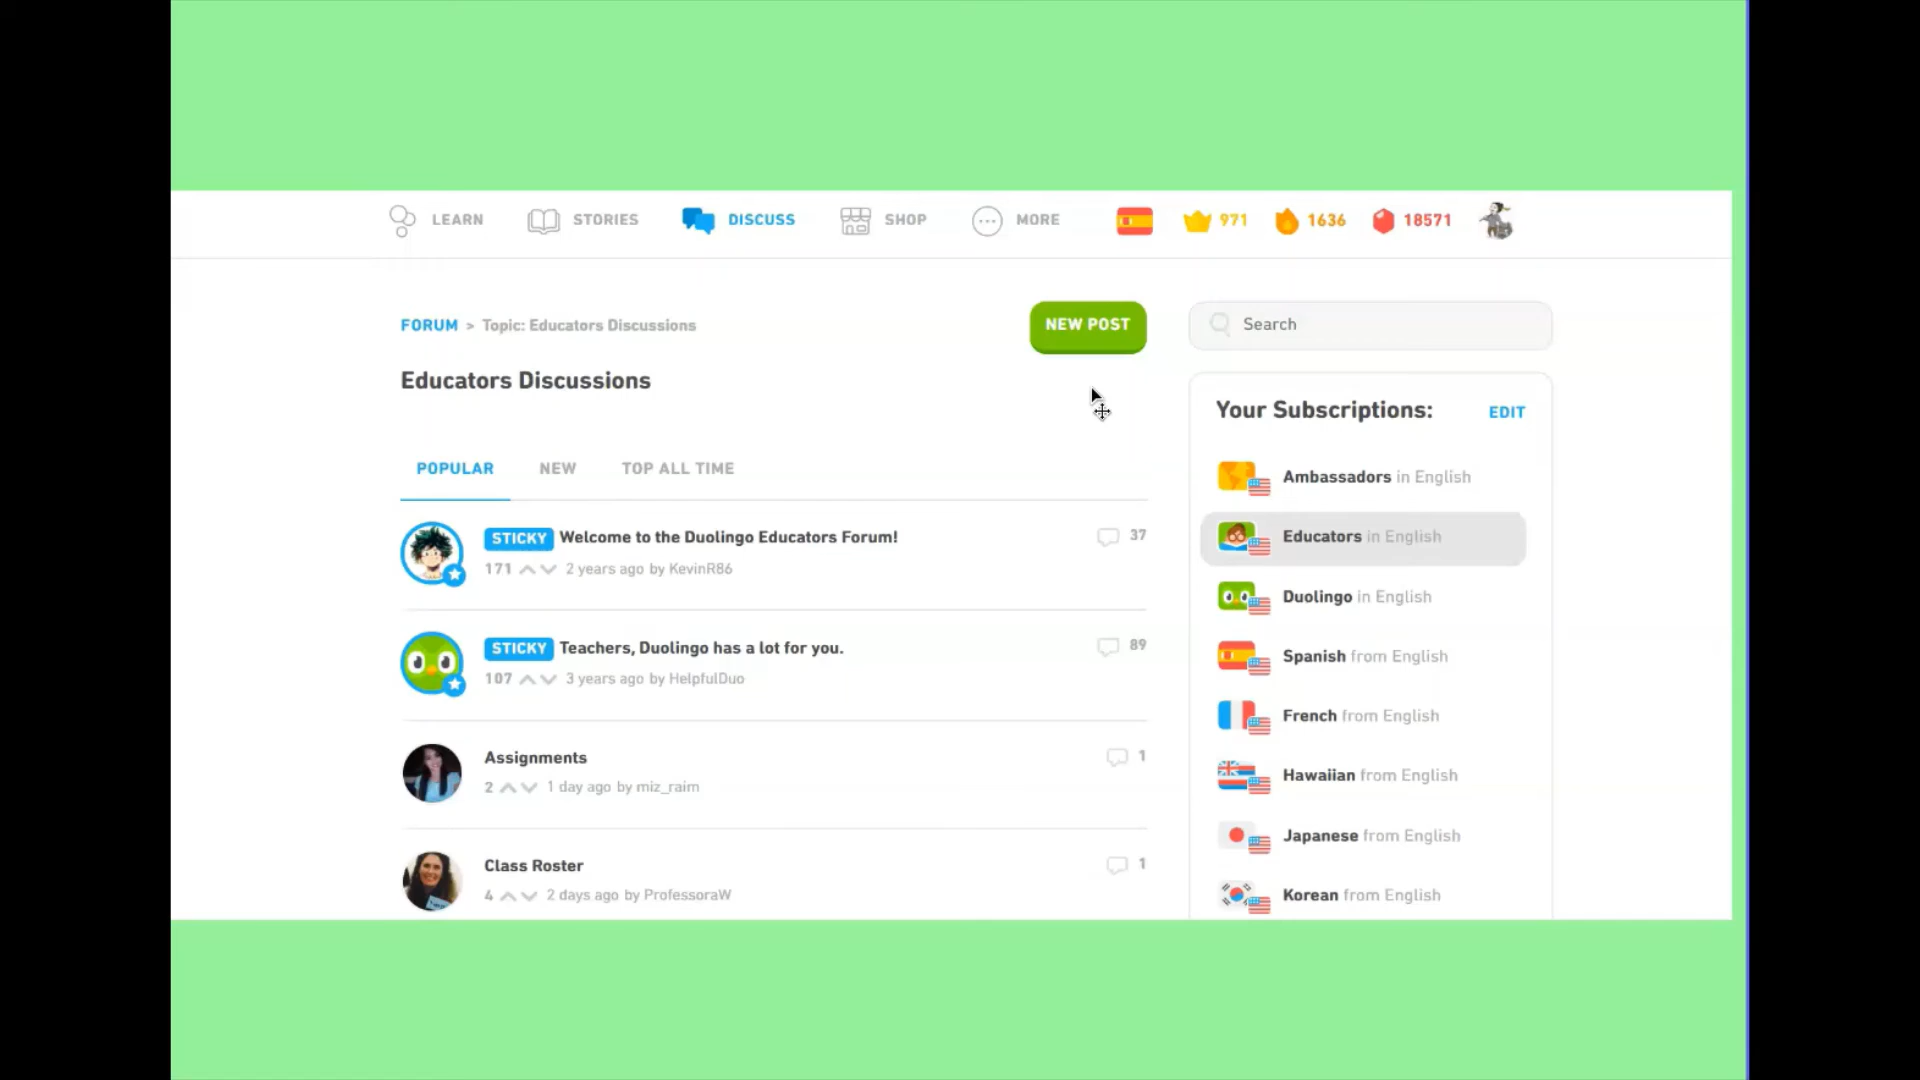 LEARN STORIES DISCUSS SHOP MORE 971 1636 18571
FORUM > Topic: Educators Discussions
NEW POST
Search
Educators Discussions
POPULAR NEW TOP ALL TIME
STICKY Welcome to the Duolingo Educators Forum! 37
171 2 years ago by KevinR86
STICKY Teachers, Duolingo has a lot for you. 89
107 3 years ago by HelpfulDuo
Assignments 1
2 1 day ago by miz_raim
Class Roster 1
4 2 days ago by ProfessoraW
Your Subscriptions: EDIT
Ambassadors in English
Educators in English
Duolingo in English
Spanish from English
French from English
Hawaiian from English
Japanese from English
Korean from English